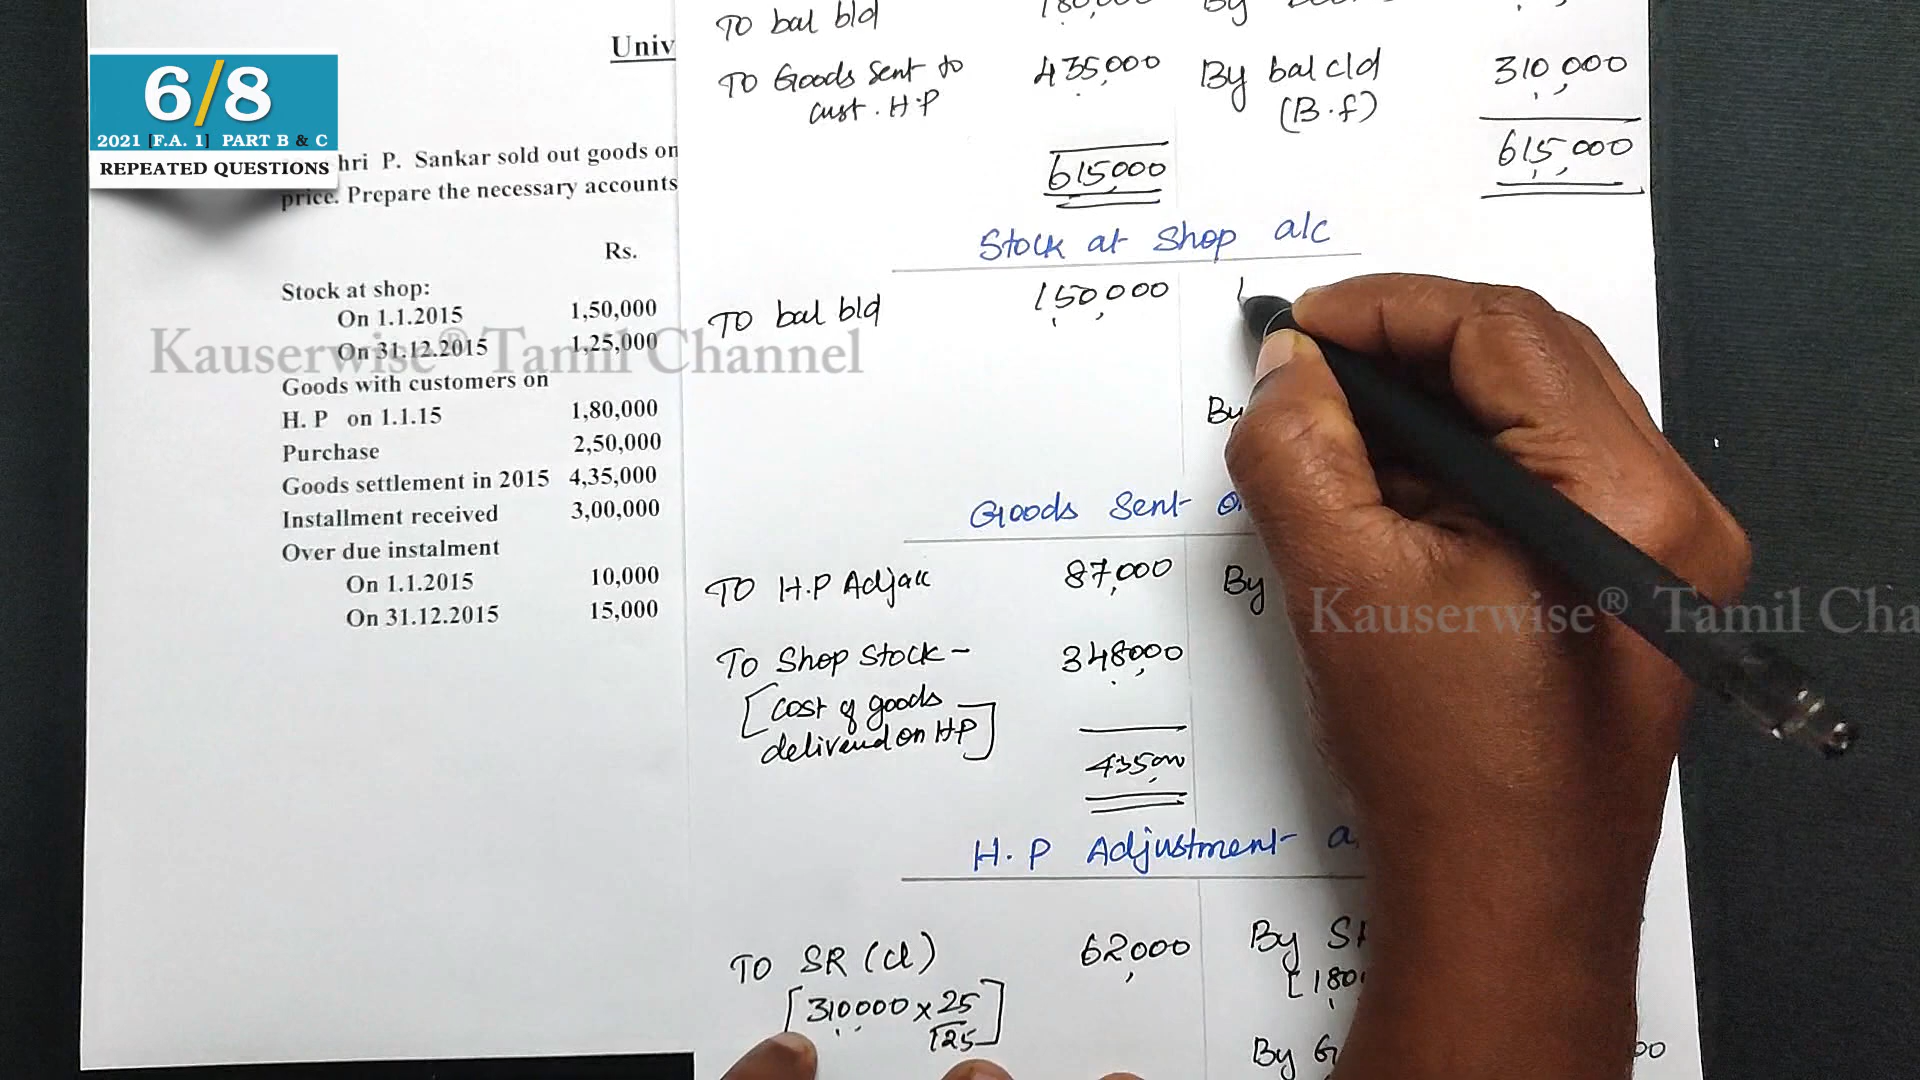 6/8
2021 [F.A. 1] PART B & C
REPEATED QUESTIONS
Univ
hri P. Sankar sold out goods on
price. Prepare the necessary accounts
Rs.
Stock at shop:
On 1.1.2015 1,50,000
On 31.12.2015 1,25,000
Goods with customers on
H. P on 1.1.15 1,80,000
Purchase 2,50,000
Goods settlement in 2015 4,35,000
Installment received 3,00,000
Over due instalment
On 1.1.2015 10,000
On 31.12.2015 15,000
Kauserwise® Tamil Channel
To bal b/d By
To Goods Sent to 435,000 By bal c/d 310,000
cust. H.P (B.f)
615,000 615,000
Stock at Shop a/c
To bal b/d 150,000
By
Goods Sent
To H.P Adj a/c 87,000 By
To Shop Stock - 348000
[cost of goods
delivered on HP]
H.P Adjustment a
To SR (cl) 62,000 By
[310000 × 25
125]
[180
By
Kauserwise® Tamil Cha